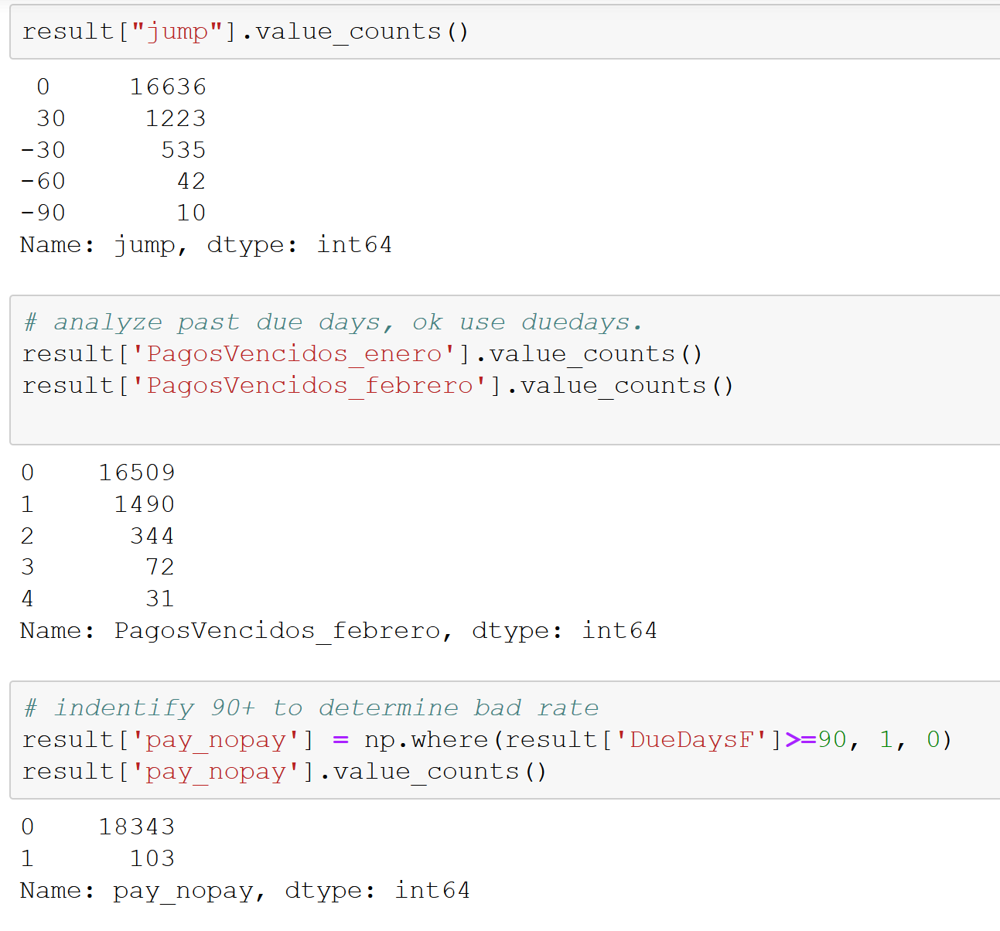 result["jump"].value_counts()
0 16636
30 1223
-30 535
-60 42
-90 10
Name: jump, dtype: int64
# analyze past due days, ok use duedays.
result['PagosVencidos_enero'].value_counts()
result['PagosVencidos_febrero'].value_counts()
0 16509
1 1490
2 344
3 72
4 31
Name: PagosVencidos_febrero, dtype: int64
# indentify 90+ to determine bad rate
result['pay_nopay'] = np.where(result['DueDaysF']>=90, 1, 0)
result['pay_nopay'].value_counts()
0 18343
1 103
Name: pay_nopay, dtype: int64